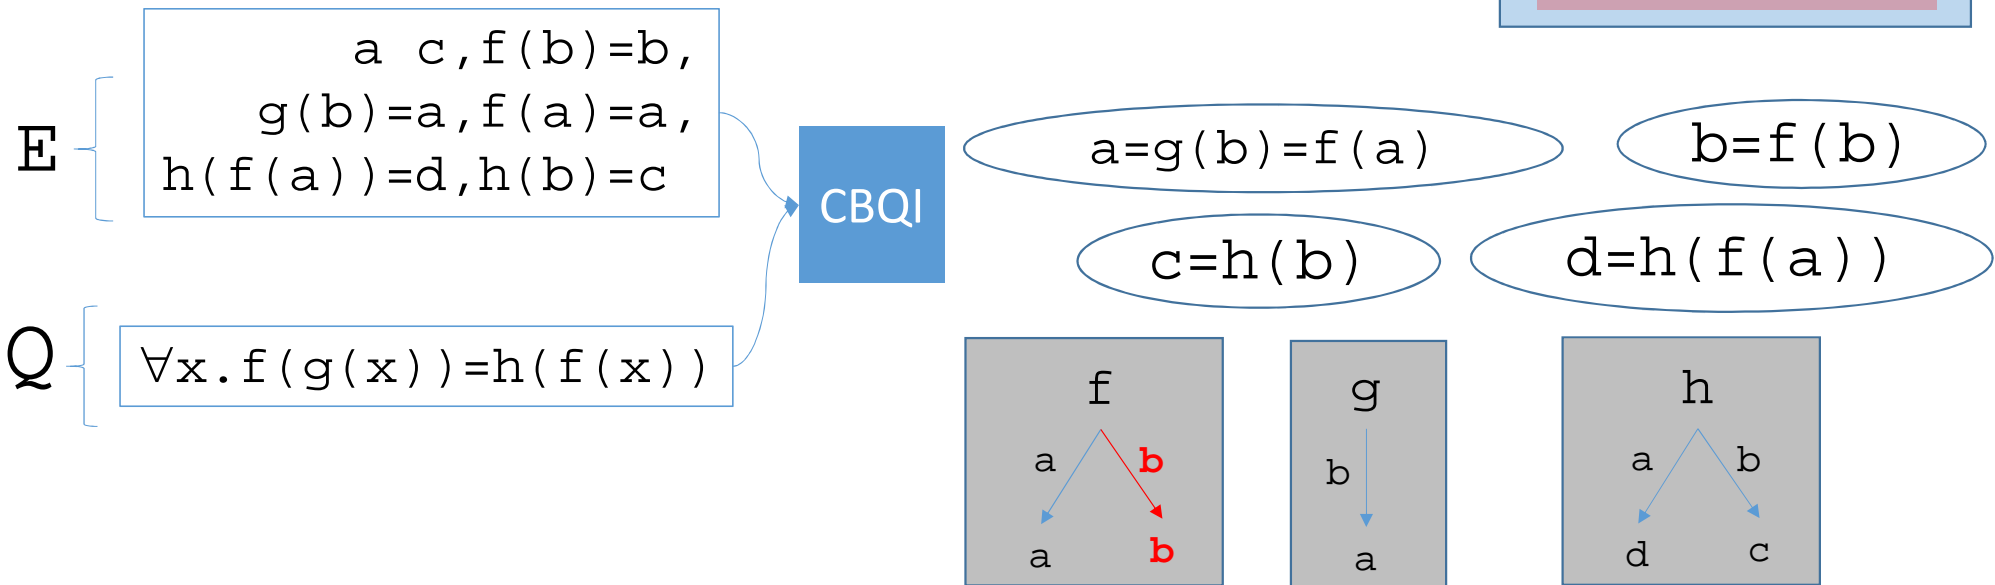 E
a c,f(b)=b,
g(b)=a,f(a)=a,
h(f(a))=d,h(b)=c
Q
∀x.f(g(x))=h(f(x))
CBQI
a=g(b)=f(a)
b=f(b)
c=h(b)
d=h(f(a))
f
a b
a b
g
b
a
h
a b
d c